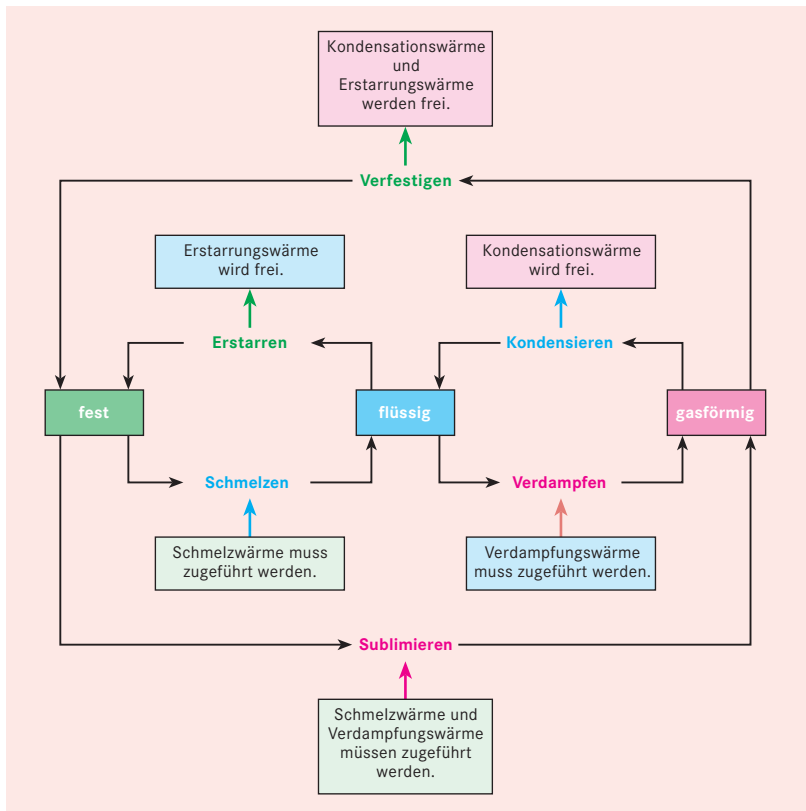 Kondensationswärme
und
Erstarrungswärme
werden frei.
Verfestigen
Erstarrungswärme
wird frei.
Kondensationswärme
wird frei.
Erstarren
Kondensieren
fest
flüssig
gasförmig
Schmelzen
Verdampfen
Schmelzwärme muss
zugeführt werden.
Verdampfungswärme
muss zugeführt werden.
Sublimieren
Schmelzwärme und
Verdampfungswärme
müssen zugeführt
werden.